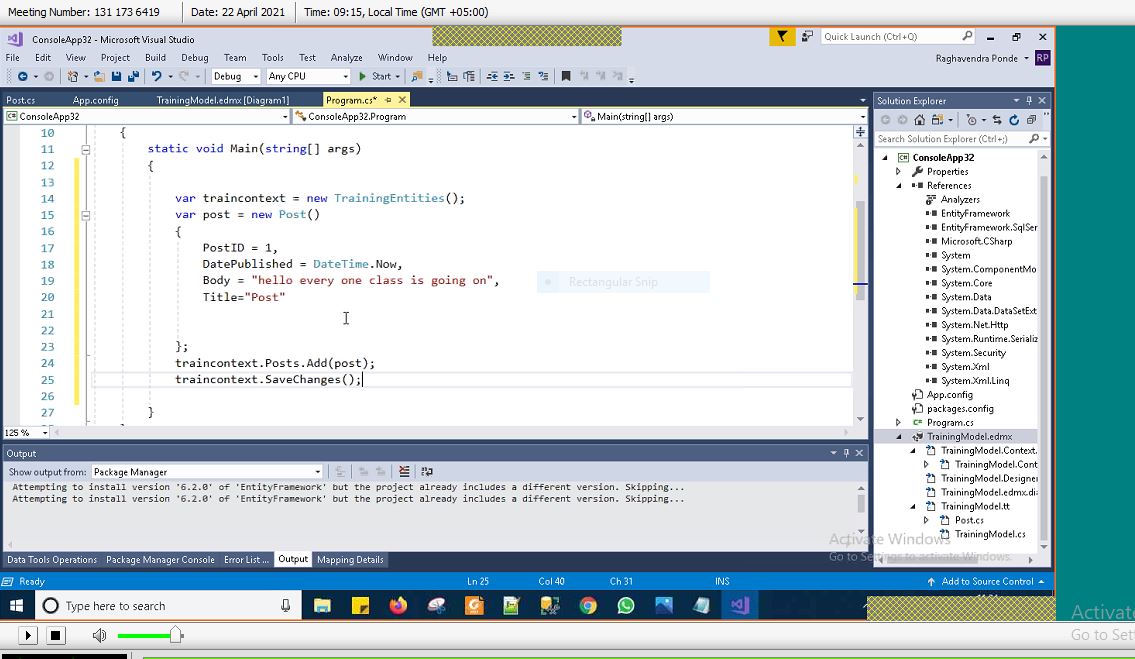 Meeting Number: 131 173 6419 Date: 22 April 2021 Time: 09:15, Local Time (GMT +05:00)
ConsoleApp32 - Microsoft Visual Studio
Quick Launch (Ctrl+Q)
File Edit View Project Build Debug Team Tools Test Analyze Window Help
Raghavendra Ponde RP
Debug Any CPU Start
Post.cs App.config TrainingModel.edmx [Diagram1] Program.cs*
ConsoleApp32 ConsoleApp32.Program Main(string[] args)
10 {
11 static void Main(string[] args)
12 {
13
14 var traincontext = new TrainingEntities();
15 var post = new Post()
16 {
17 PostID = 1,
18 DatePublished = DateTime.Now,
19 Body = "hello every one class is going on",
20 Title="Post"
21
22
23 };
24 traincontext.Posts.Add(post);
25 traincontext.SaveChanges();
26
27 }
Rectangular Snip
125 %
Output
Show output from: Package Manager
Attempting to install version '6.2.0' of 'EntityFramework' but the project already includes a different version. Skipping...
Attempting to install version '6.2.0' of 'EntityFramework' but the project already includes a different version. Skipping...
Data Tools Operations Package Manager Console Error List ... Output Mapping Details
Solution Explorer
Search Solution Explorer (Ctrl+;)
ConsoleApp32
Properties
References
Analyzers
EntityFramework
EntityFramework.SqlSer
Microsoft.CSharp
System
System.ComponentMo
System.Core
System.Data
System.Data.DataSetExt
System.Net.Http
System.Runtime.Serializ
System.Security
System.Xml
System.Xml.Linq
App.config
packages.config
Program.cs
TrainingModel.edmx
TrainingModel.Context.
TrainingModel.Cont
TrainingModel.Designe
TrainingModel.edmx.di
TrainingModel.tt
Post.cs
TrainingModel.cs
Activate Windows
Go to Settings to activate Windows.
Ready Ln 25 Col 40 Ch 31 INS Add to Source Control
Type here to search
Activate
Go to Sett